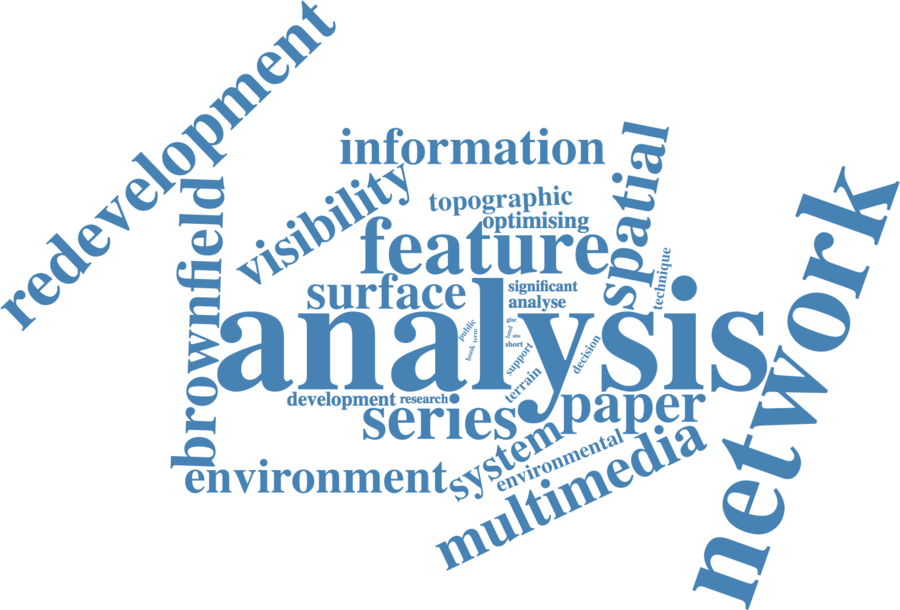 redevelopment
information
spatial
visibility
topographic
brownfield
optimising
network
feature
technique
surface
significant
analysis
analyse
public
gisc
land
site
term
book
short
support
decision
terrain
development
research
series
paper
system
environmental
environment
multimedia